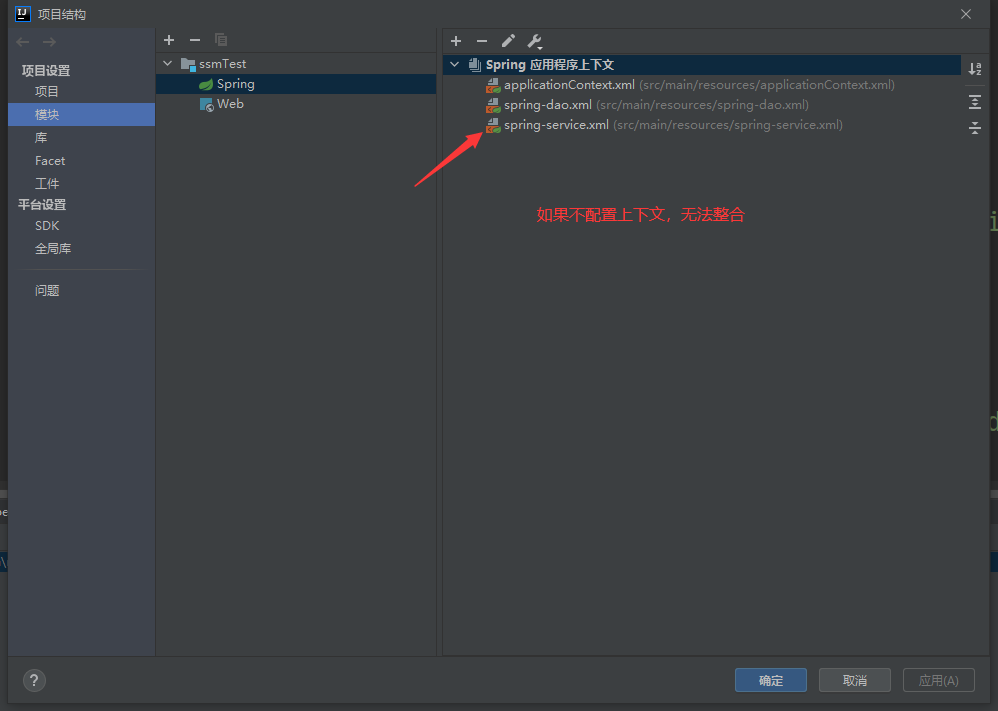 项目结构
项目设置
项目
模块
库
Facet
工件
平台设置
SDK
全局库
问题
ssmTest
Spring
Web
Spring 应用程序上下文
applicationContext.xml (src/main/resources/applicationContext.xml)
spring-dao.xml (src/main/resources/spring-dao.xml)
spring-service.xml (src/main/resources/spring-service.xml)
如果不配置上下文，无法整合
?
确定
取消
应用(A)